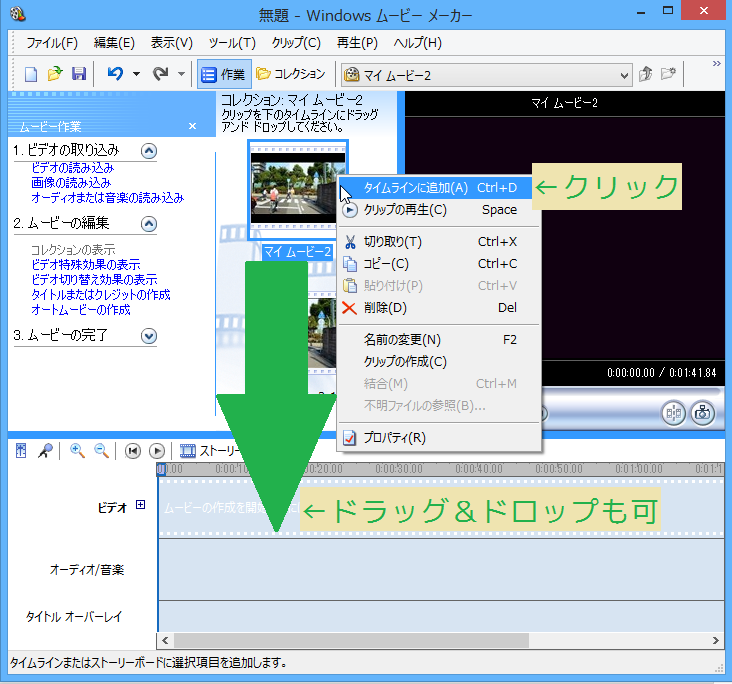 無題 - Windows ムービー メーカー
ファイル(F) 編集(E) 表示(V) ツール(T) クリップ(C) 再生(P) ヘルプ(H)
作業 コレクション マイ ムービー2
ムービー作業
1. ビデオの取り込み
ビデオの読み込み
画像の読み込み
オーディオまたは音楽の読み込み
2. ムービーの編集
コレクションの表示
ビデオ特殊効果の表示
ビデオ切り替え効果の表示
タイトルまたはクレジットの作成
オートムービーの作成
3. ムービーの完了
コレクション: マイ ムービー2
クリップを下のタイムラインにドラッグ
アンド ドロップしてください。
マイ ムービー2
マイ ムービー2
タイムラインに追加(A) Ctrl+D
←クリック
クリップの再生(C) Space
切り取り(T) Ctrl+X
コピー(C) Ctrl+C
貼り付け(P) Ctrl+V
削除(D) Del
名前の変更(N) F2
クリップの作成(C)
結合(M) Ctrl+M
不明ファイルの参照(B)...
プロパティ(R)
0:00:00.00 / 0:01:41.84
ストーリー
0:00:20.00 0:00:30.00 0:00:40.00 0:00:50.00 0:01:00.00
ビデオ
ムービーの作成を開始
←ドラッグ＆ドロップも可
オーディオ/音楽
タイトル オーバーレイ
タイムラインまたはストーリーボードに選択項目を追加します。